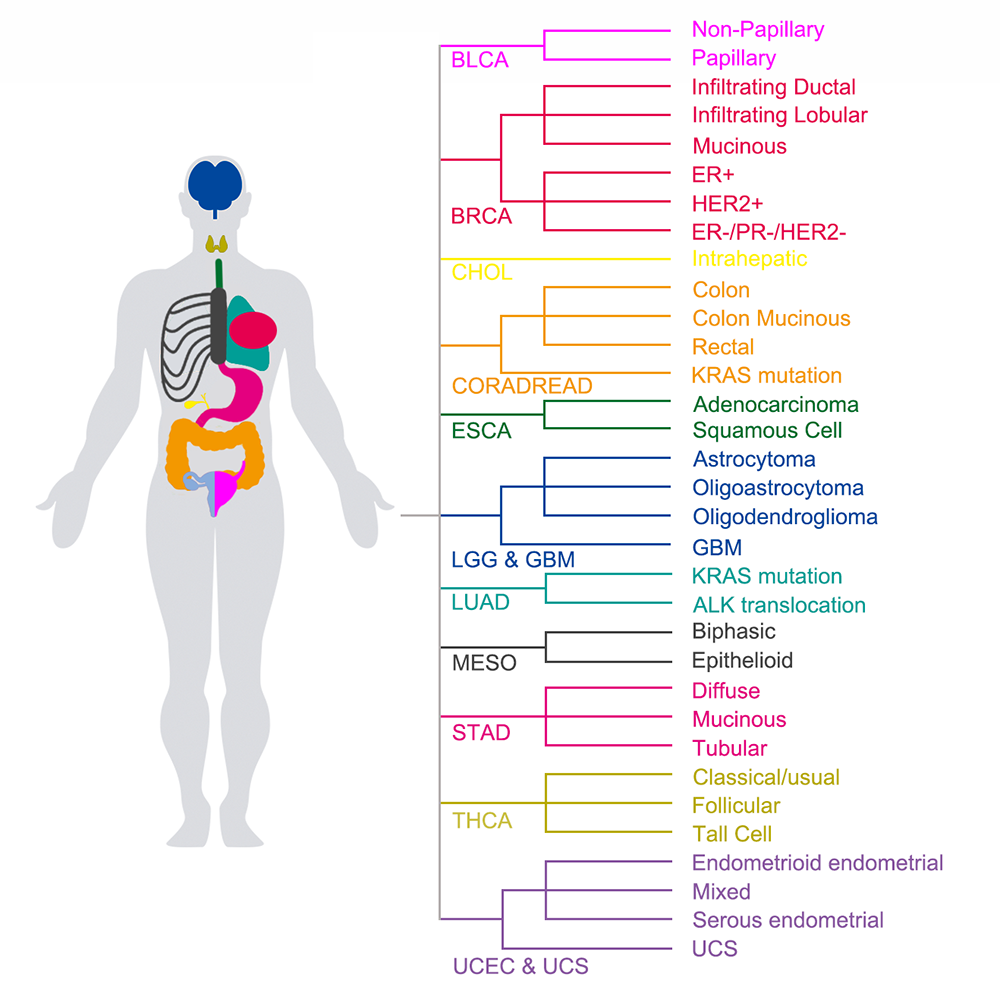 Non-Papillary
BLCA
Papillary
Infiltrating Ductal
Infiltrating Lobular
Mucinous
ER+
HER2+
BRCA
ER-/PR-/HER2-
Intrahepatic
CHOL
Colon
Colon Mucinous
Rectal
KRAS mutation
CORADREAD
Adenocarcinoma
ESCA
Squamous Cell
Astrocytoma
Oligoastrocytoma
Oligodendroglioma
GBM
LGG & GBM
KRAS mutation
LUAD
ALK translocation
Biphasic
MESO
Epithelioid
Diffuse
Mucinous
STAD
Tubular
Classical/usual
Follicular
THCA
Tall Cell
Endometrioid endometrial
Mixed
Serous endometrial
UCS
UCEC & UCS